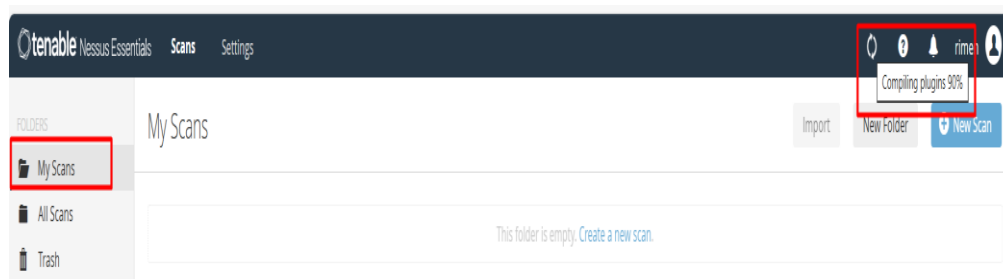 tenable Nessus Essentials Scans Settings rimen
Compiling plugins 90%
FOLDERS
My Scans
Import New Folder New Scan
My Scans
All Scans
This folder is empty. Create a new scan.
Trash